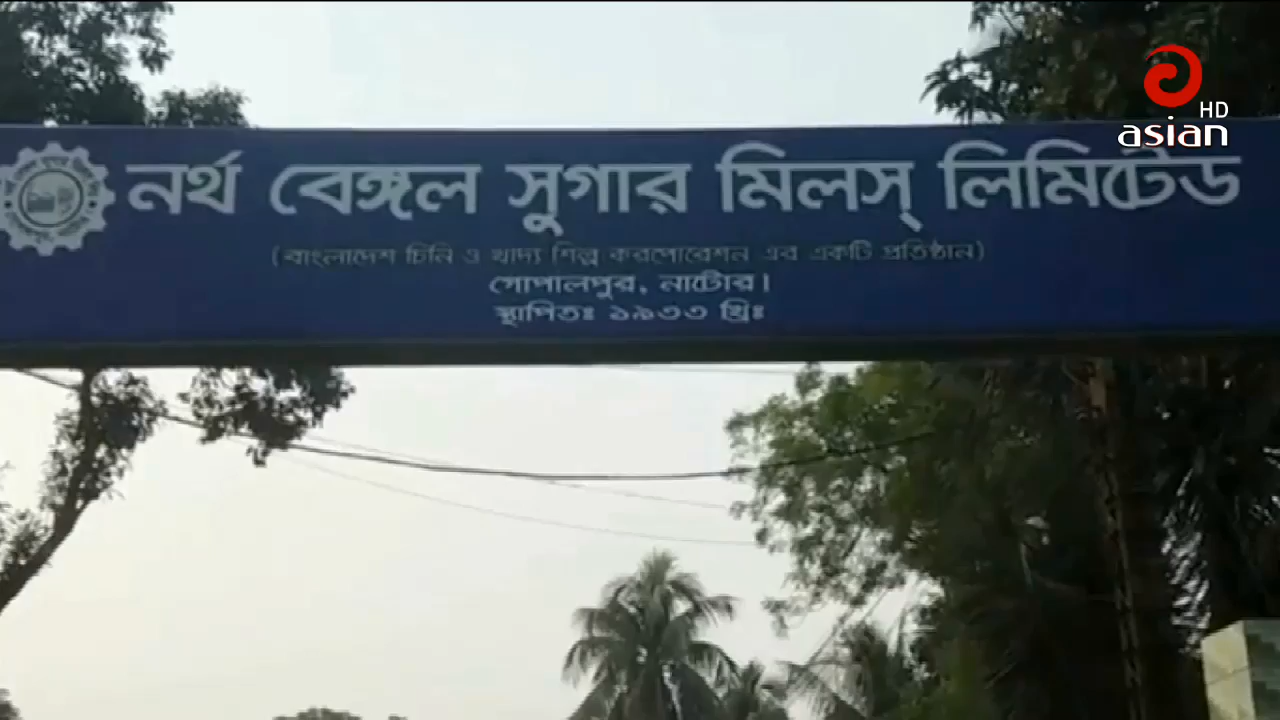 HD
asian
নর্থ বেঙ্গল সুগার মিলস্ লিমিটেড
(বাংলাদেশ চিনি ও খাদ্য শিল্প করপোরেশন এর একটি প্রতিষ্ঠান)
গোপালপুর, নাটোর।
স্থাপিতঃ ১৯৩৩ খ্রিঃ